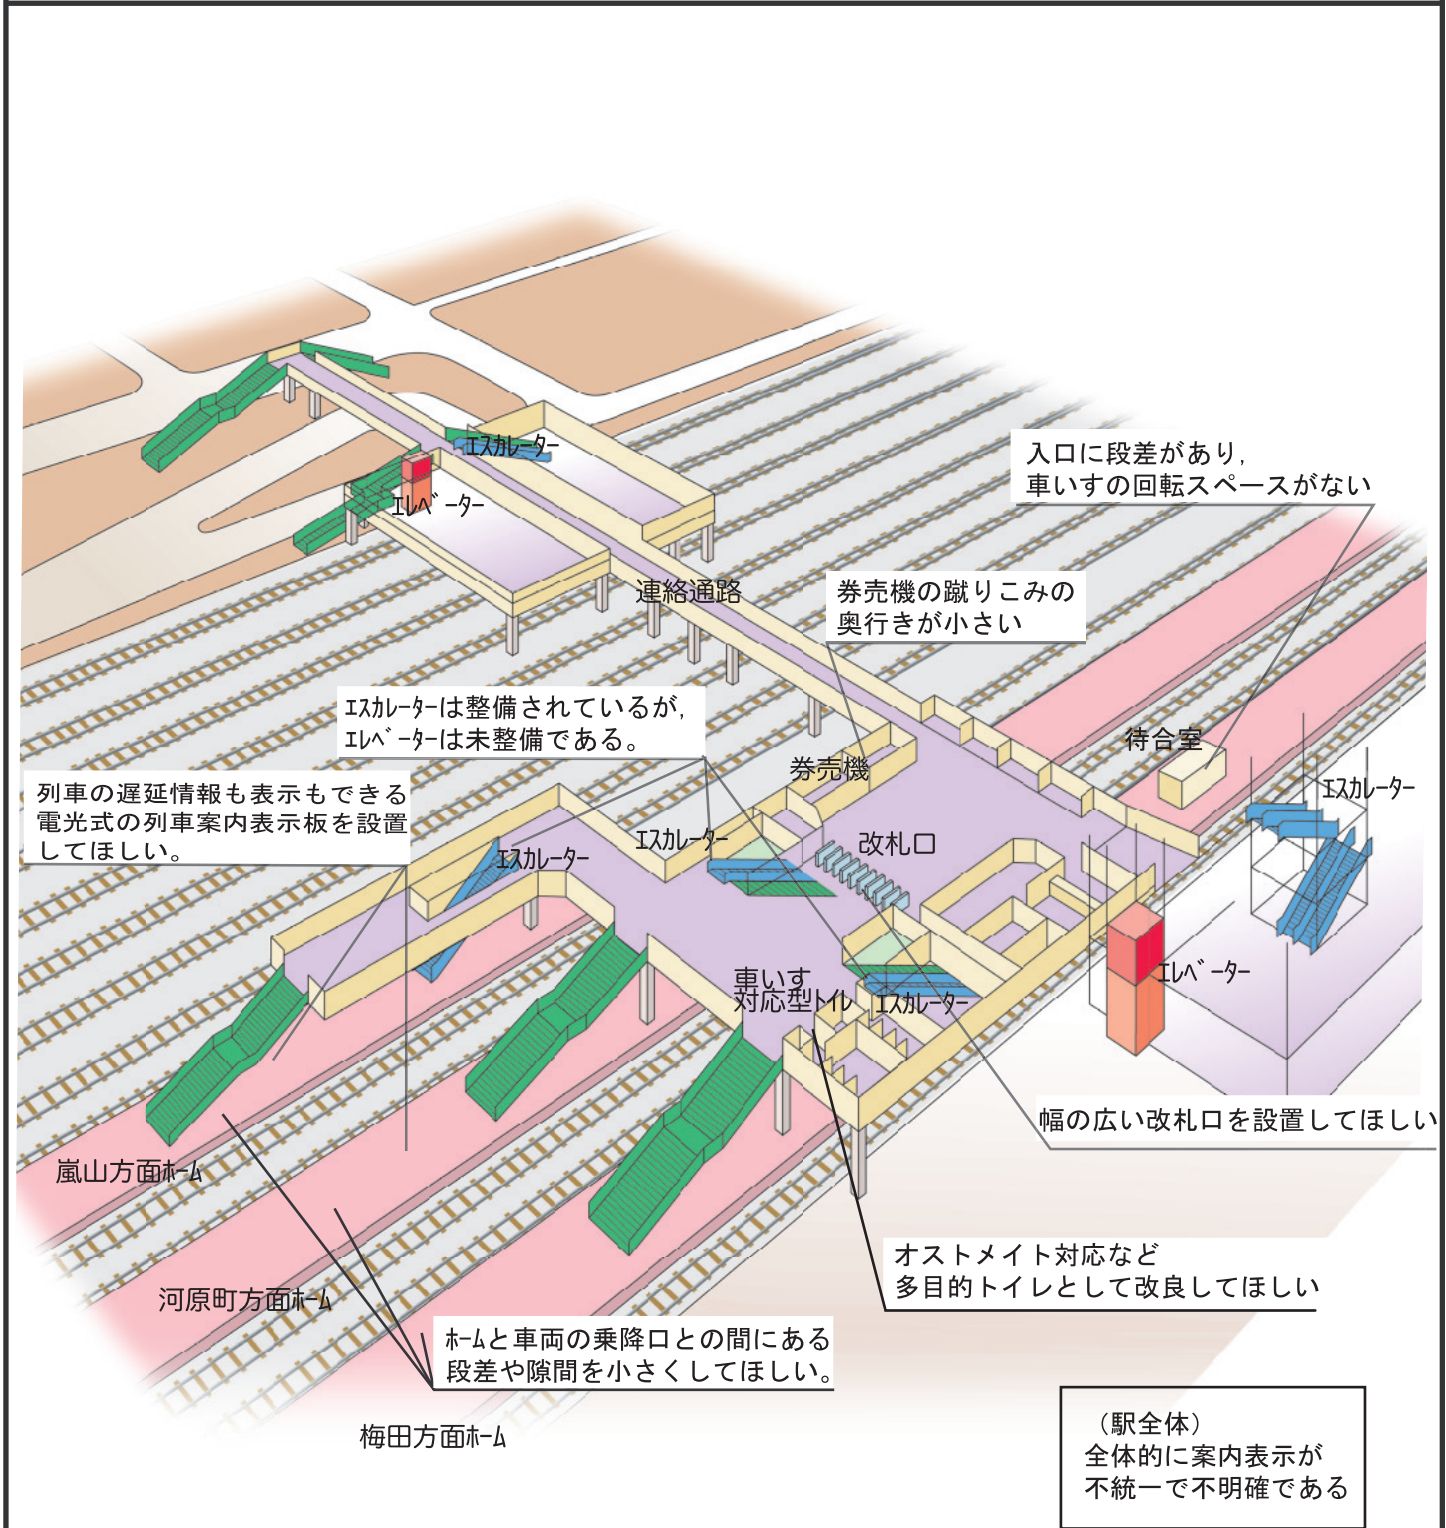 エスカレーター
エレベーター
入口に段差があり,
車いすの回転スペースがない
連絡通路
券売機の蹴りこみの
奥行きが小さい
エスカレーターは整備されているが,
エレベーターは未整備である。
待合室
券売機
エスカレーター
列車の遅延情報も表示もできる
電光式の列車案内表示板を設置
してほしい。
エスカレーター
エスカレーター
改札口
車いす
対応型トイレ
エスカレーター
エレベーター
幅の広い改札口を設置してほしい
嵐山方面ホーム
オストメイト対応など
多目的トイレとして改良してほしい
河原町方面ホーム
ホームと車両の乗降口との間にある
段差や隙間を小さくしてほしい。
梅田方面ホーム
（駅全体）
全体的に案内表示が
不統一で不明確である